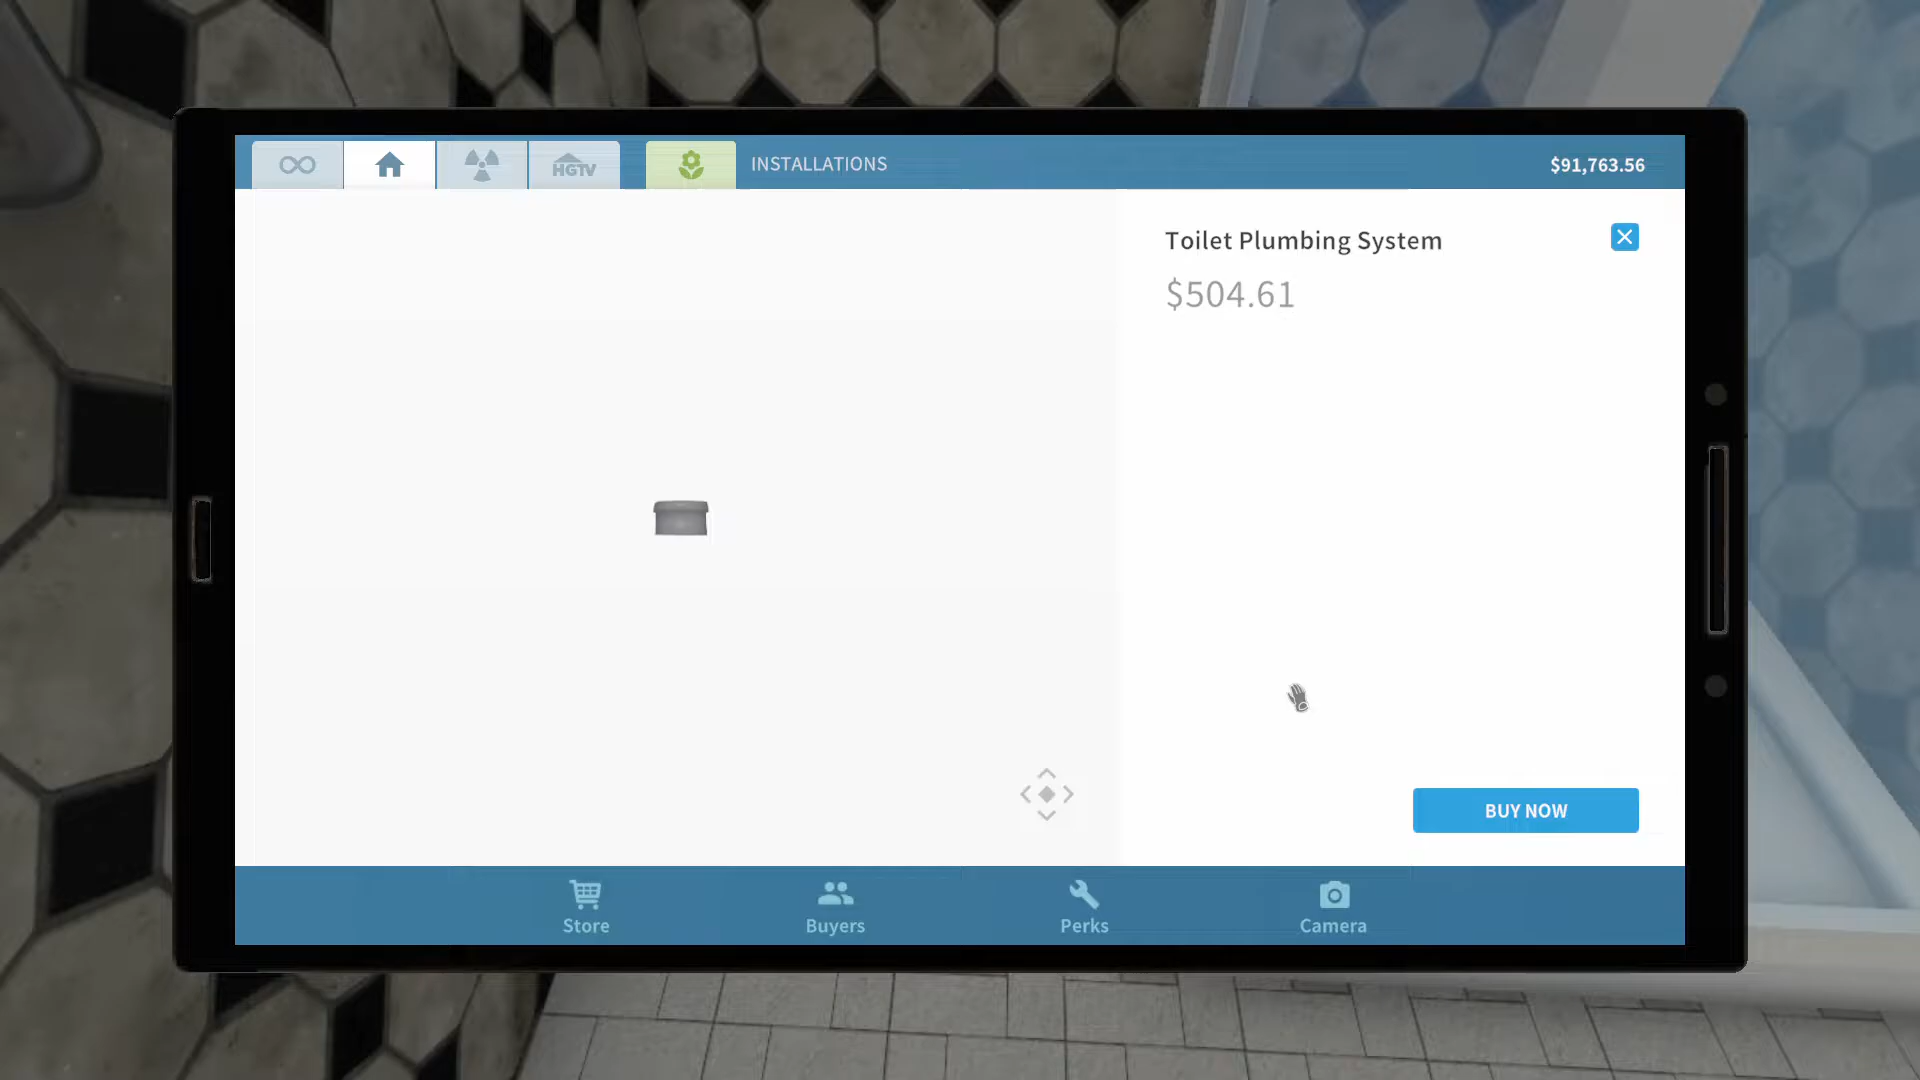 HGTV
INSTALLATIONS
$91,763.56
Toilet Plumbing System
$504.61
BUY NOW
Store
Buyers
Perks
Camera